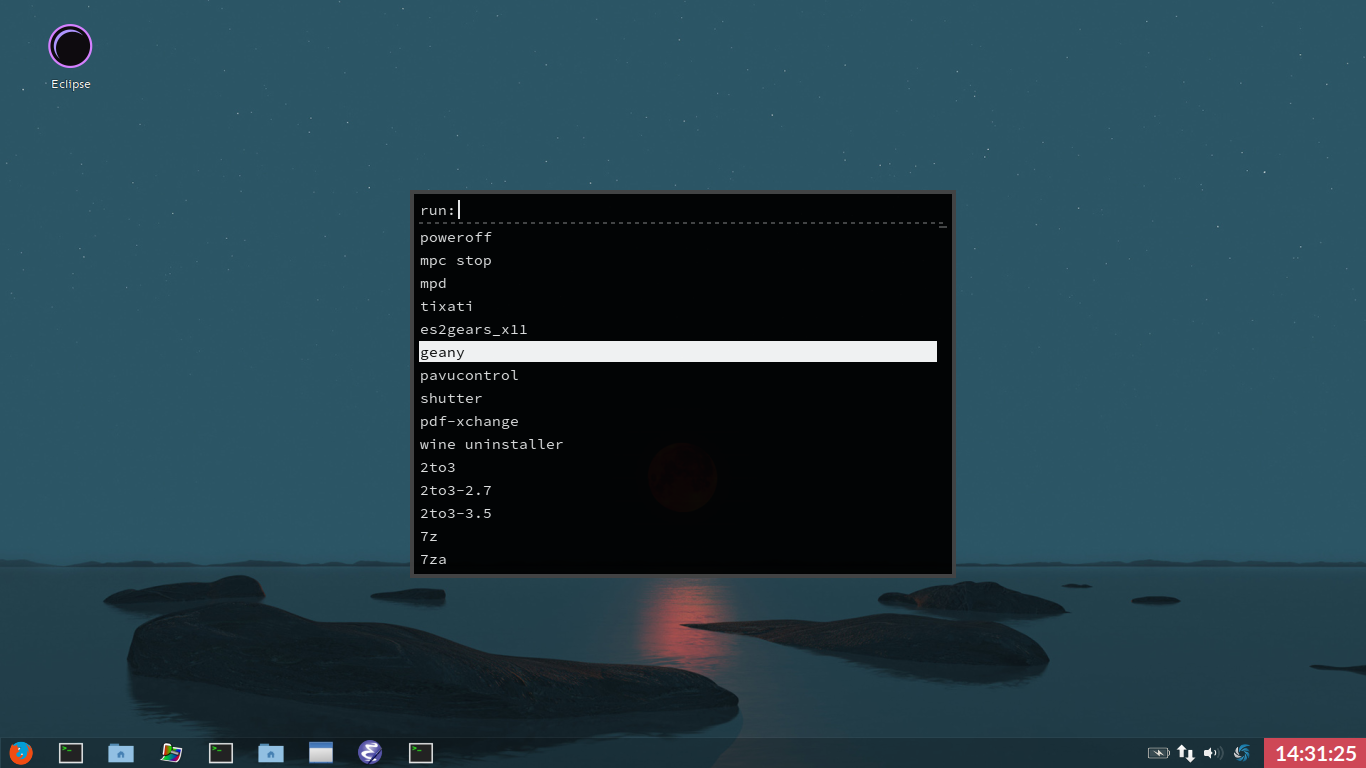 Eclipse
run:
poweroff
mpc stop
mpd
tixati
es2gears_x11
geany
pavucontrol
shutter
pdf-xchange
wine uninstaller
2to3
2to3-2.7
2to3-3.5
7z
7za
14:31:25